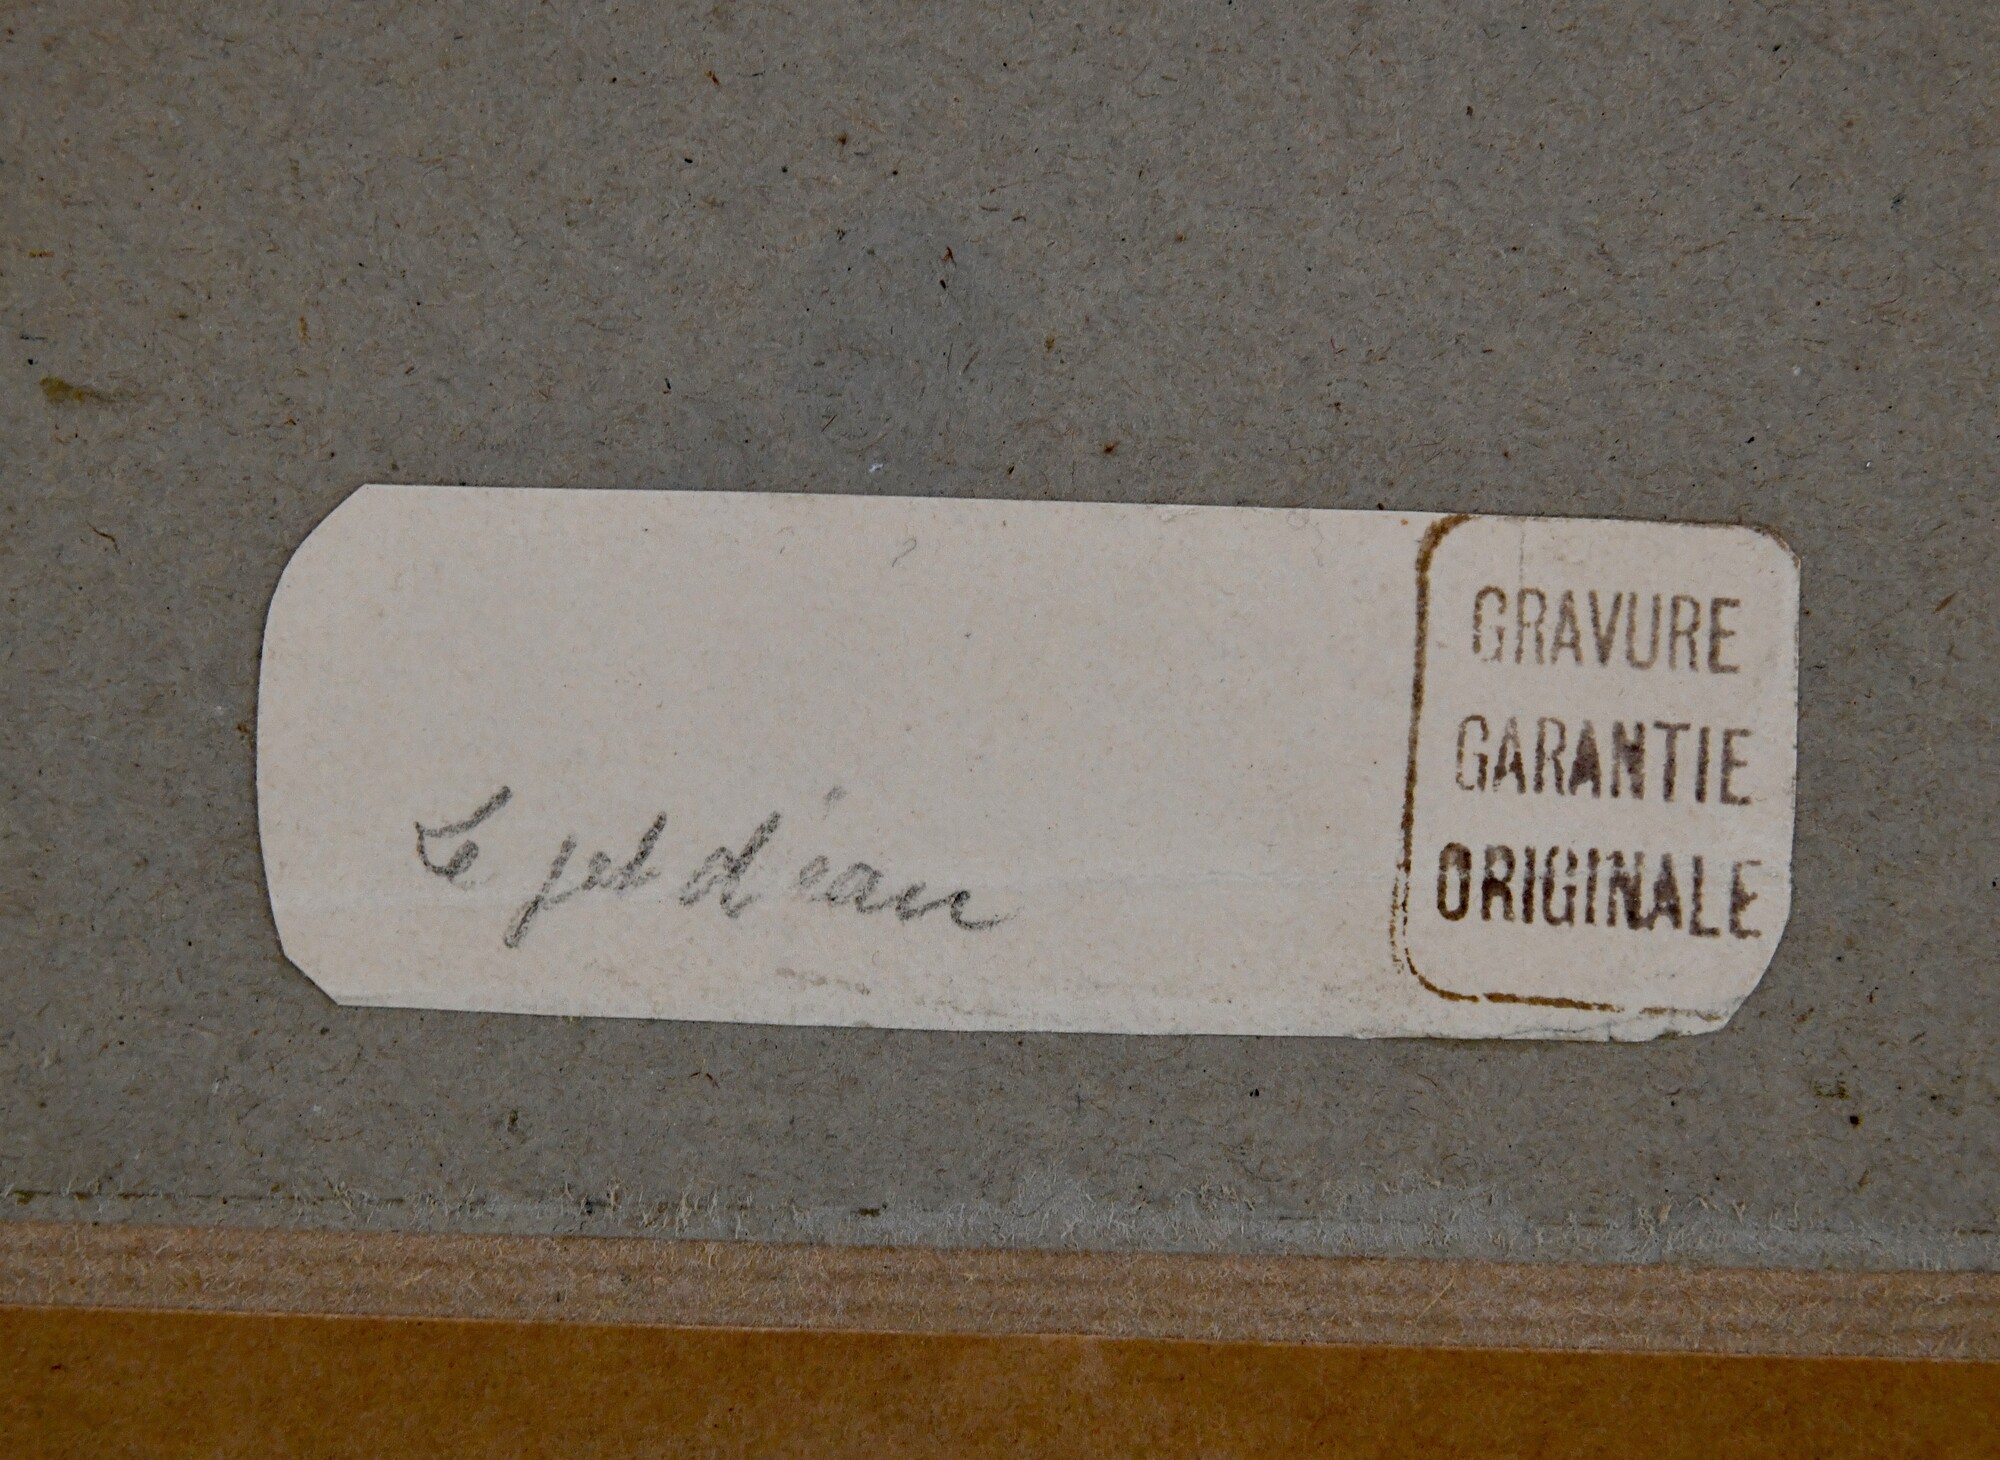 Le jet d'eau
GRAVURE
GARANTIE
ORIGINALE